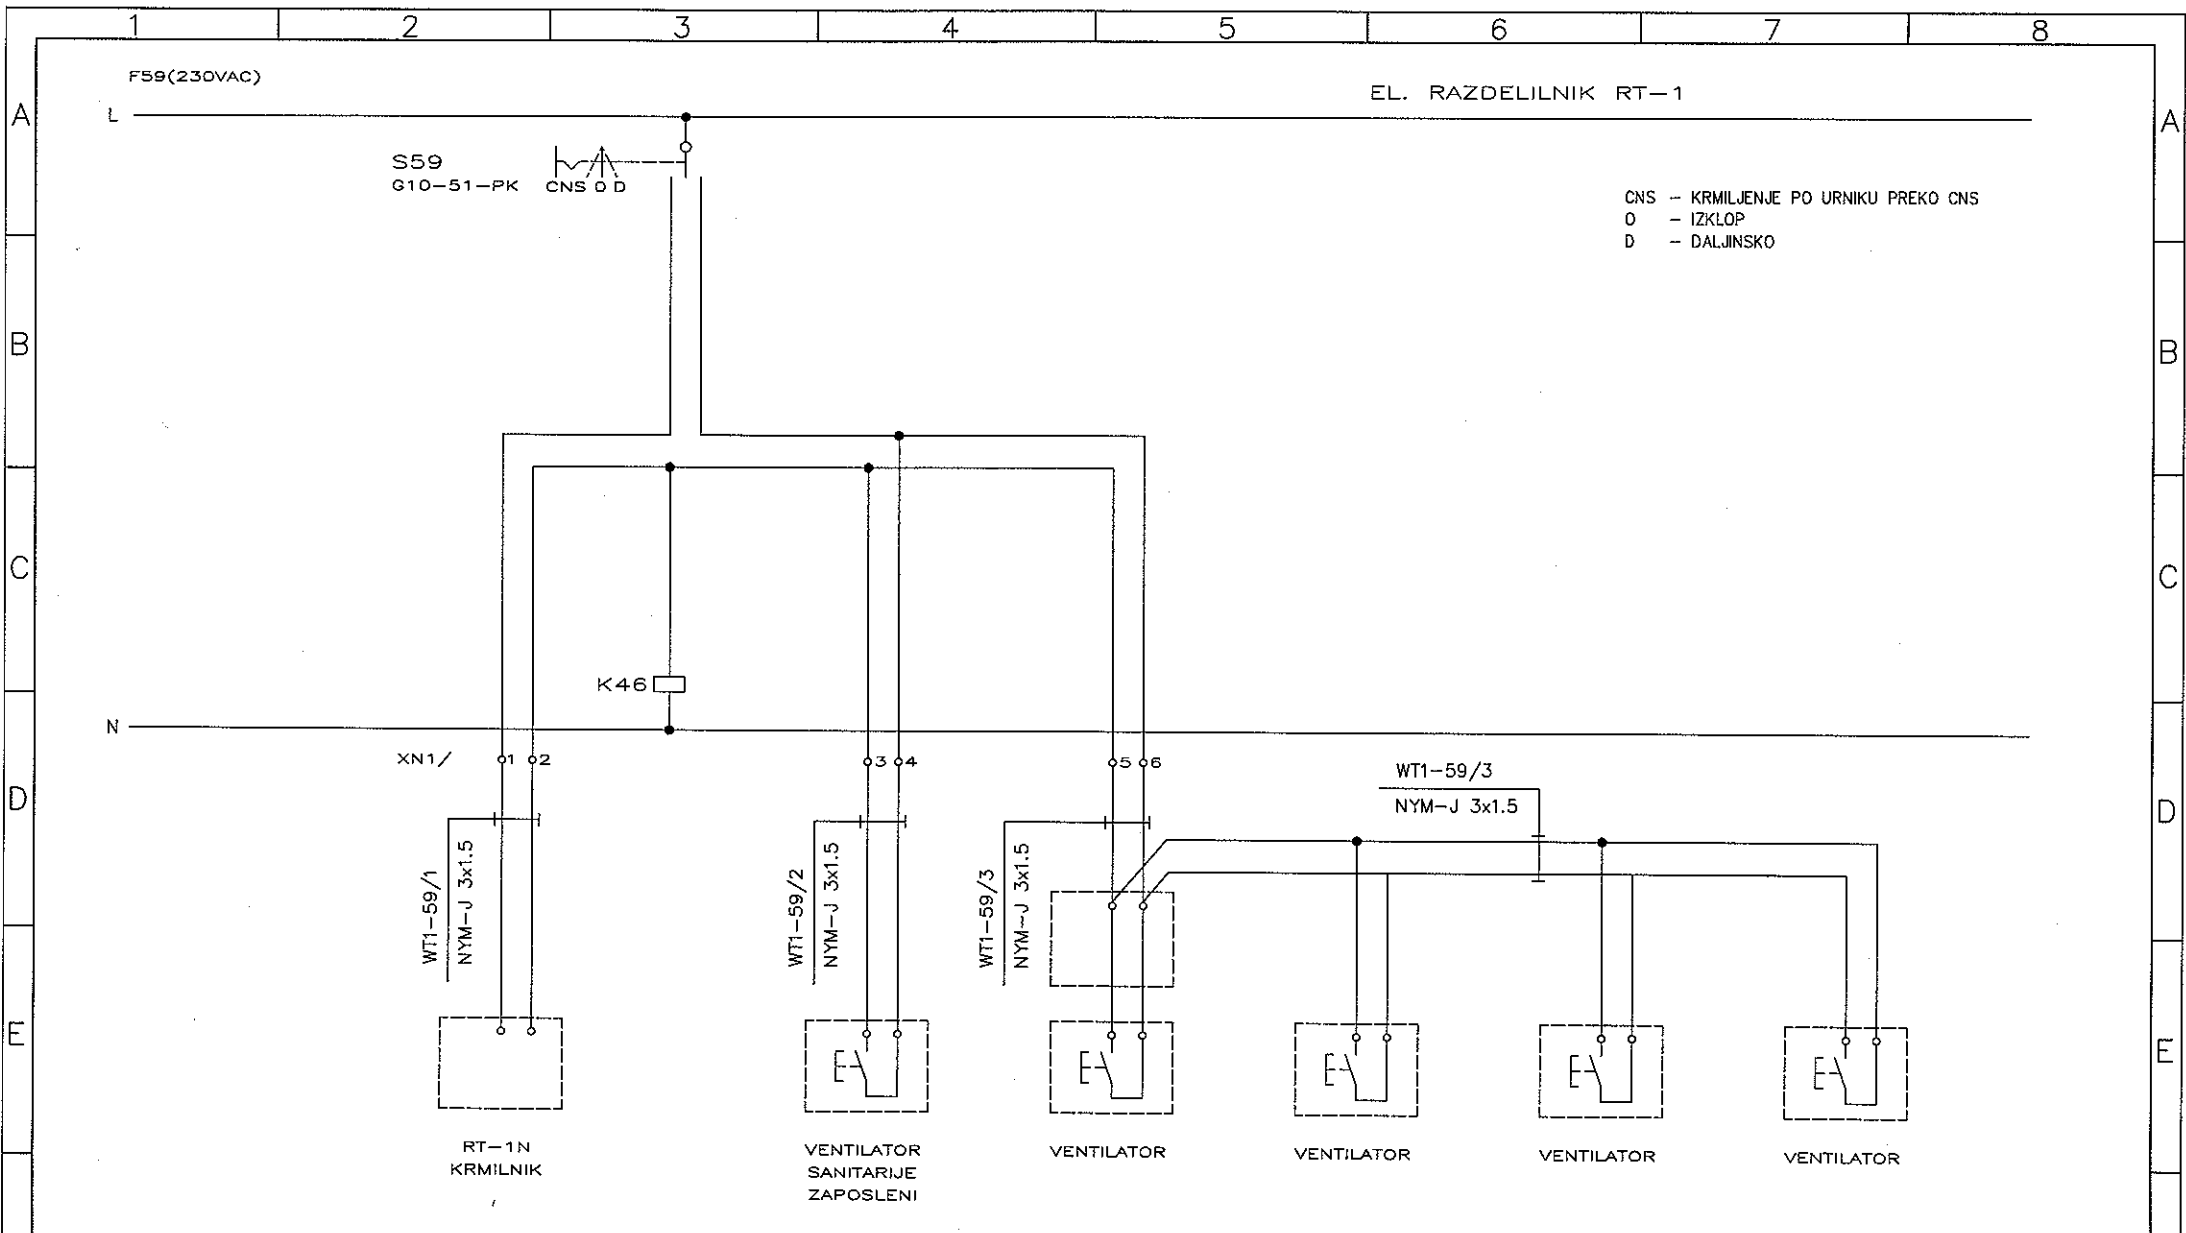 1 2 3 4 5 6 7 8
F59(230VAC)
EL. RAZDELILNIK RT-1
A A
L
S59
G10-51-PK CNS O D
CNS - KRMILJENJE PO URNIKU PREKO CNS
O - IZKLOP
D - DALJINSKO
B B
C C
K46
N
XN1/ 1 2 3 4 5 6
WT1-59/3
NYM-J 3x1.5
D D
WT1-59/1
NYM-J 3x1.5
WT1-59/2
NYM-J 3x1.5
WT1-59/3
NYM-J 3x1.5
E E
RT-1N
KRMILNIK
VENTILATOR
SANITARIJE
ZAPOSLENI
VENTILATOR
VENTILATOR
VENTILATOR
VENTILATOR